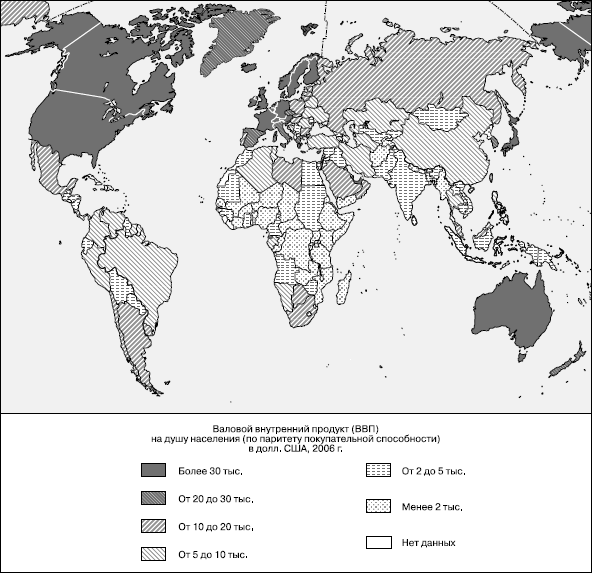 Валовой внутренний продукт (ВВП)
на душу населения (по паритету покупательной способности)
в долл. США, 2006 г.
Более 30 тыс.
От 20 до 30 тыс.
От 10 до 20 тыс.
От 5 до 10 тыс.
От 2 до 5 тыс.
Менее 2 тыс.
Нет данных